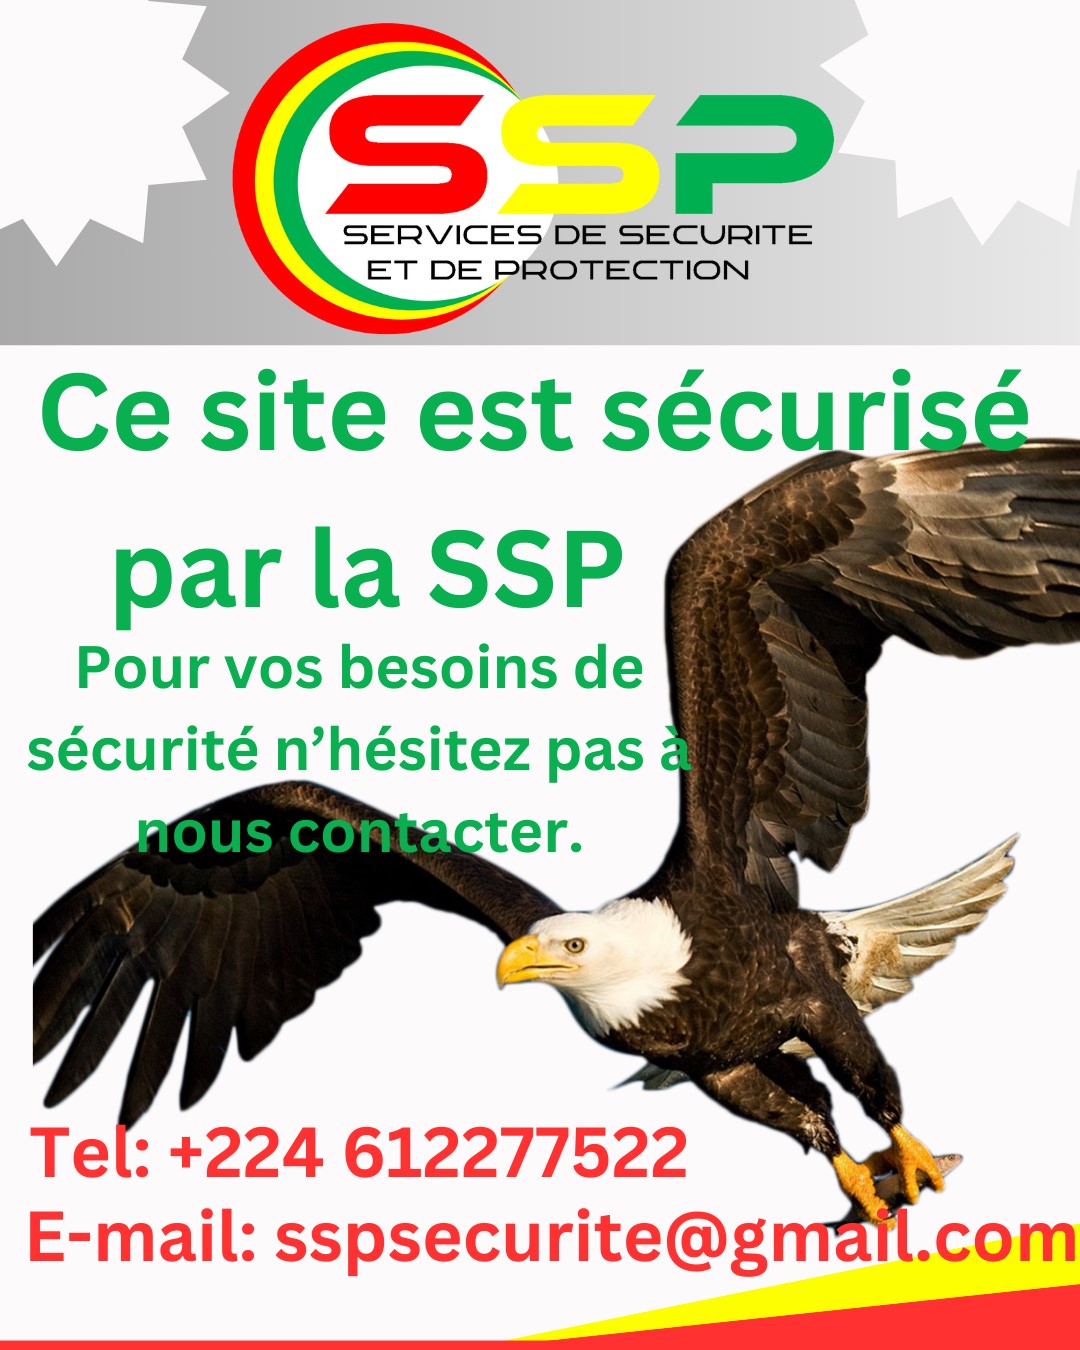 SSP
SERVICES DE SECURITE
ET DE PROTECTION
Ce site est sécurisé
par la SSP
Pour vos besoins de
sécurité n’hésitez pas à
nous contacter.
Tel: +224 612277522
E-mail: sspsecurite@gmail.com